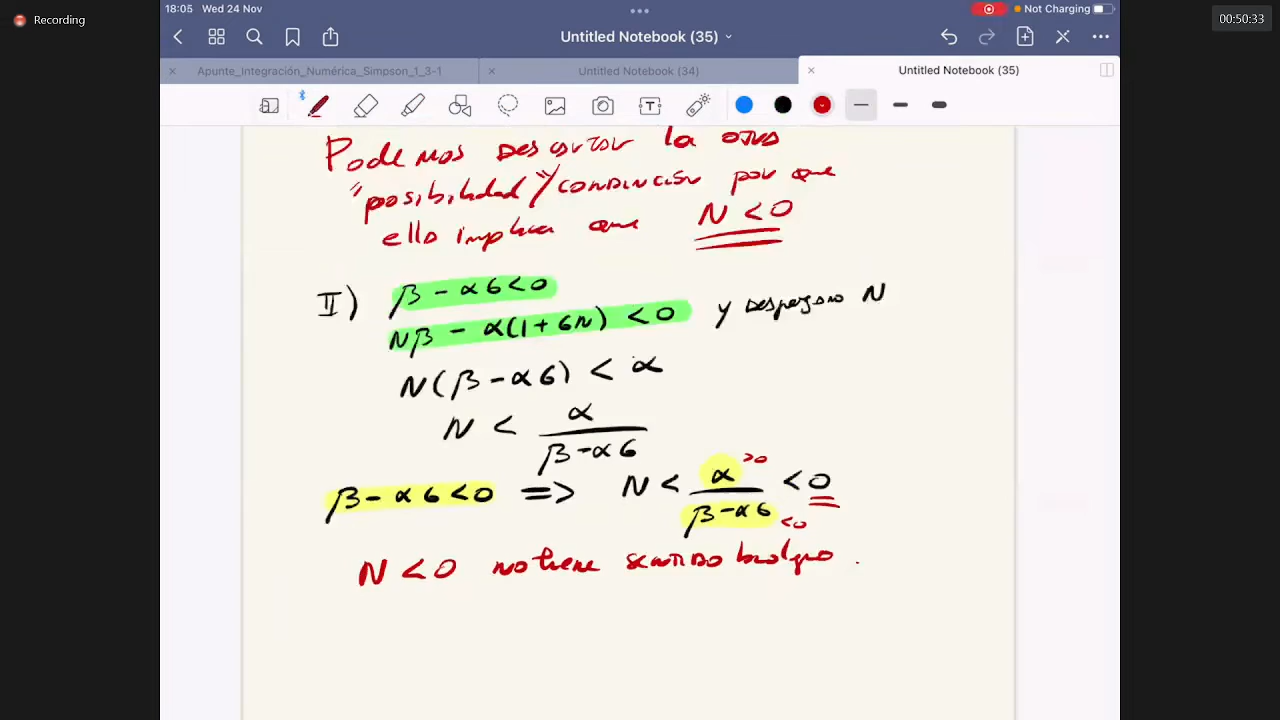 Recording
18:05 Wed 24 Nov
Not Charging
00:50:33
Untitled Notebook (35)
Apunte_Integración_Numérica_Simpson_1_3-1
Untitled Notebook (34)
Untitled Notebook (35)
Podemos descartar la otra
"posibilidad"/condición por que
ello implica que N < 0
II) β - α6 < 0
Nβ - α(1 + 6N) < 0 y despejamos N
N(β - α6) < α
N < α / (β - α6)
β - α6 < 0 => N < α >0 / (β - α6) <0 < 0
N < 0 no tiene sentido biológico .